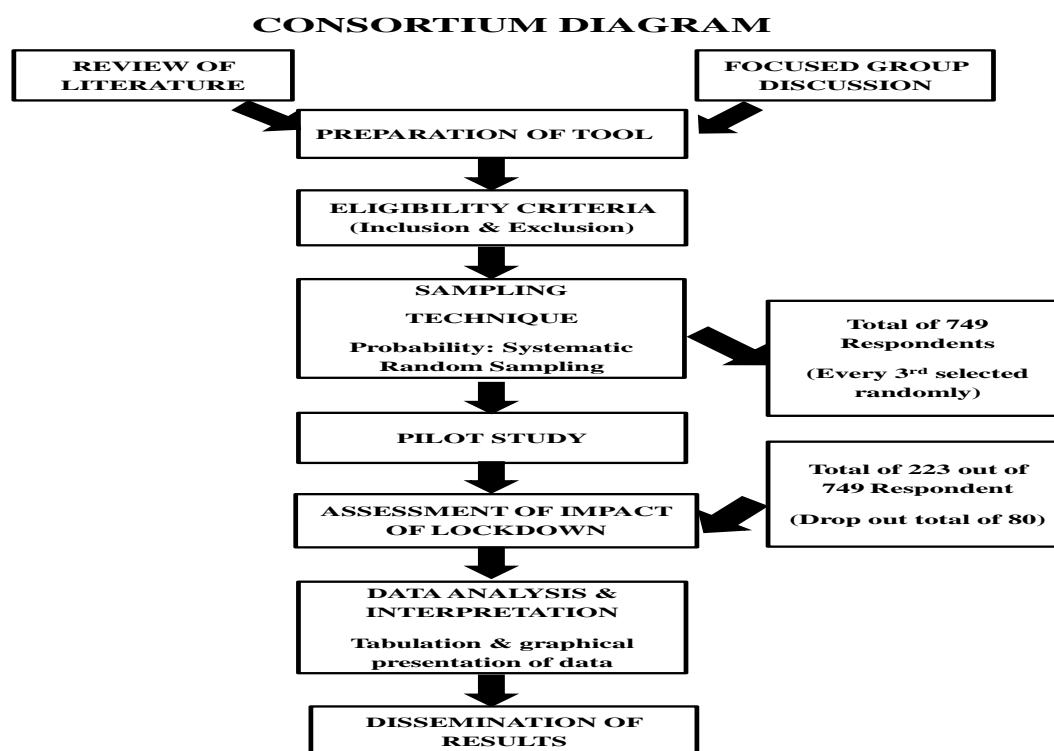 CONSORTIUM DIAGRAM
REVIEW OF
LITERATURE
FOCUSED GROUP
DISCUSSION
PREPARATION OF TOOL
ELIGIBILITY CRITERIA
(Inclusion & Exclusion)
SAMPLING
TECHNIQUE
Probability: Systematic
Random Sampling
Total of 749
Respondents
(Every 3rd selected
randomly)
PILOT STUDY
Total of 223 out of
749 Respondent
(Drop out total of 80)
ASSESSMENT OF IMPACT
OF LOCKDOWN
DATA ANALYSIS &
INTERPRETATION
Tabulation & graphical
presentation of data
DISSEMINATION OF
RESULTS